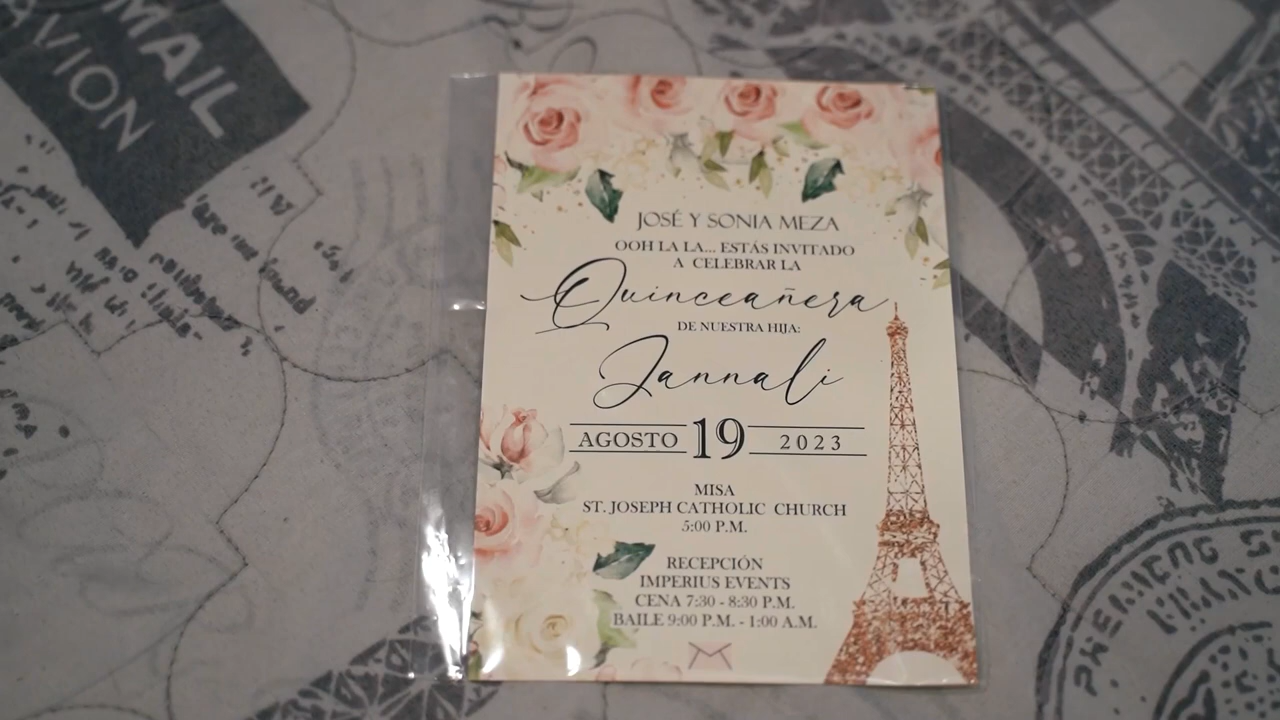 MAIL
AVION
JOSÉ Y SONIA MEZA
OOH LA LA... ESTÁS INVITADO
A CELEBRAR LA
Quinceañera
DE NUESTRA HIJA:
Jannali
AGOSTO 19 2023
MISA
ST. JOSEPH CATHOLIC CHURCH
5:00 P.M.
RECEPCIÓN
IMPERIUS EVENTS
CENA 7:30 - 8:30 P.M.
BAILE 9:00 P.M. - 1:00 A.M.